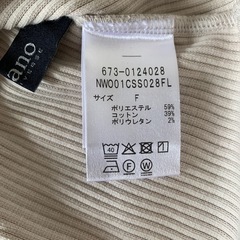 ano
673-0124028
NW001CSS028FL
サイズ F
ポリエステル 59%
コットン 39%
ポリウレタン 2%
40